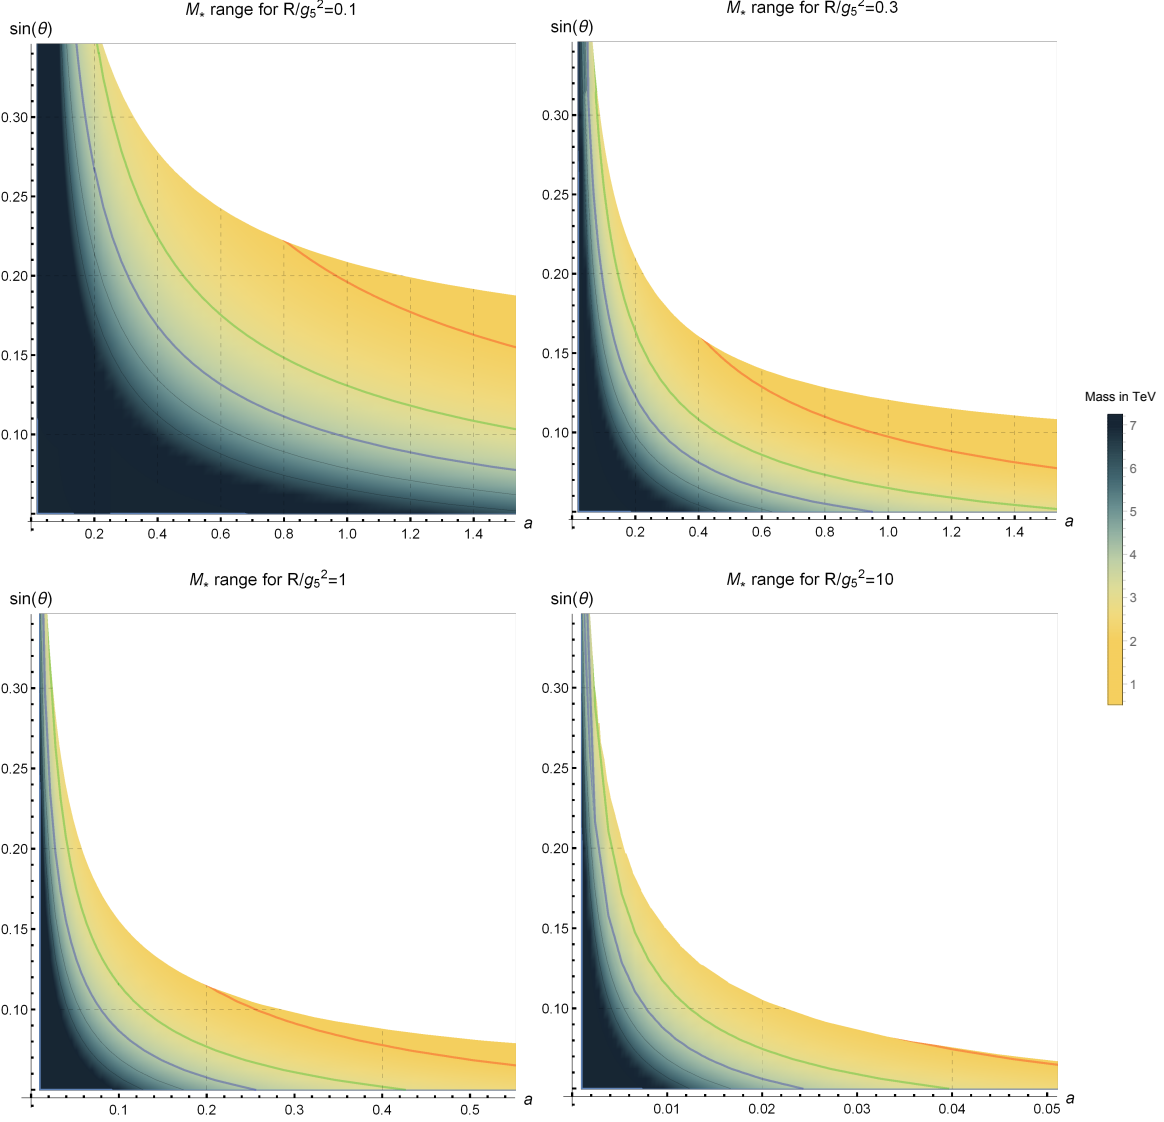 M⋆ range for R/g₅²=0.1
sin(θ)
0.30
0.25
0.20
0.15
0.10
0.2 0.4 0.6 0.8 1.0 1.2 1.4 a
M⋆ range for R/g₅²=0.3
sin(θ)
0.30
0.25
0.20
0.15
0.10
0.2 0.4 0.6 0.8 1.0 1.2 1.4 a
Mass in TeV
7
6
5
4
3
2
1
M⋆ range for R/g₅²=1
sin(θ)
0.30
0.25
0.20
0.15
0.10
0.1 0.2 0.3 0.4 0.5 a
M⋆ range for R/g₅²=10
sin(θ)
0.30
0.25
0.20
0.15
0.10
0.01 0.02 0.03 0.04 0.05 a